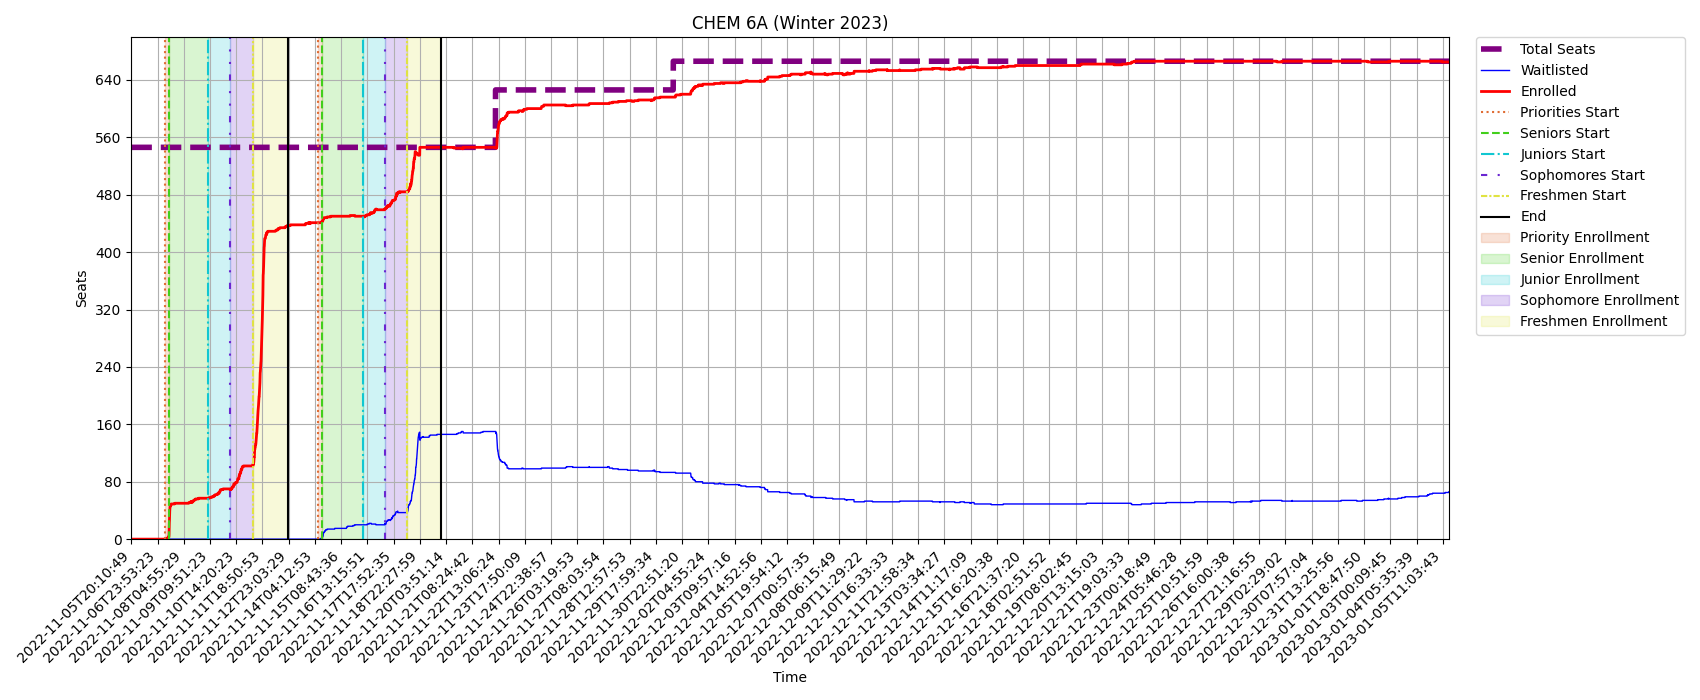 CHEM 6A (Winter 2023)
Seats
640
560
480
400
320
240
160
80
0
2022-11-05T20:10:49
2022-11-06T23:53:23
2022-11-08T04:55:29
2022-11-09T09:51:23
2022-11-10T14:20:23
2022-11-11T18:50:53
2022-11-12T23:03:29
2022-11-14T04:12:53
2022-11-15T08:43:36
2022-11-16T13:15:51
2022-11-17T17:52:35
2022-11-18T22:27:59
2022-11-20T03:51:14
2022-11-21T08:24:42
2022-11-22T13:06:24
2022-11-23T17:50:09
2022-11-24T22:38:57
2022-11-26T03:19:53
2022-11-27T08:03:54
2022-11-28T12:57:53
2022-11-29T17:59:34
2022-11-30T22:51:20
2022-12-02T04:55:24
2022-12-03T09:57:16
2022-12-04T14:52:56
2022-12-05T19:54:12
2022-12-07T00:57:35
2022-12-08T06:15:49
2022-12-09T11:29:22
2022-12-10T16:33:33
2022-12-11T21:58:34
2022-12-13T03:34:27
2022-12-14T11:17:09
2022-12-15T16:20:38
2022-12-16T21:37:20
2022-12-18T02:51:52
2022-12-19T08:02:45
2022-12-20T13:15:03
2022-12-21T19:03:33
2022-12-23T00:18:49
2022-12-24T05:46:28
2022-12-25T10:51:59
2022-12-26T16:00:38
2022-12-27T21:16:55
2022-12-29T02:29:02
2022-12-30T07:57:04
2022-12-31T13:25:56
2023-01-01T18:47:50
2023-01-03T00:09:45
2023-01-04T05:35:39
2023-01-05T11:03:43
Time
Total Seats
Waitlisted
Enrolled
Priorities Start
Seniors Start
Juniors Start
Sophomores Start
Freshmen Start
End
Priority Enrollment
Senior Enrollment
Junior Enrollment
Sophomore Enrollment
Freshmen Enrollment